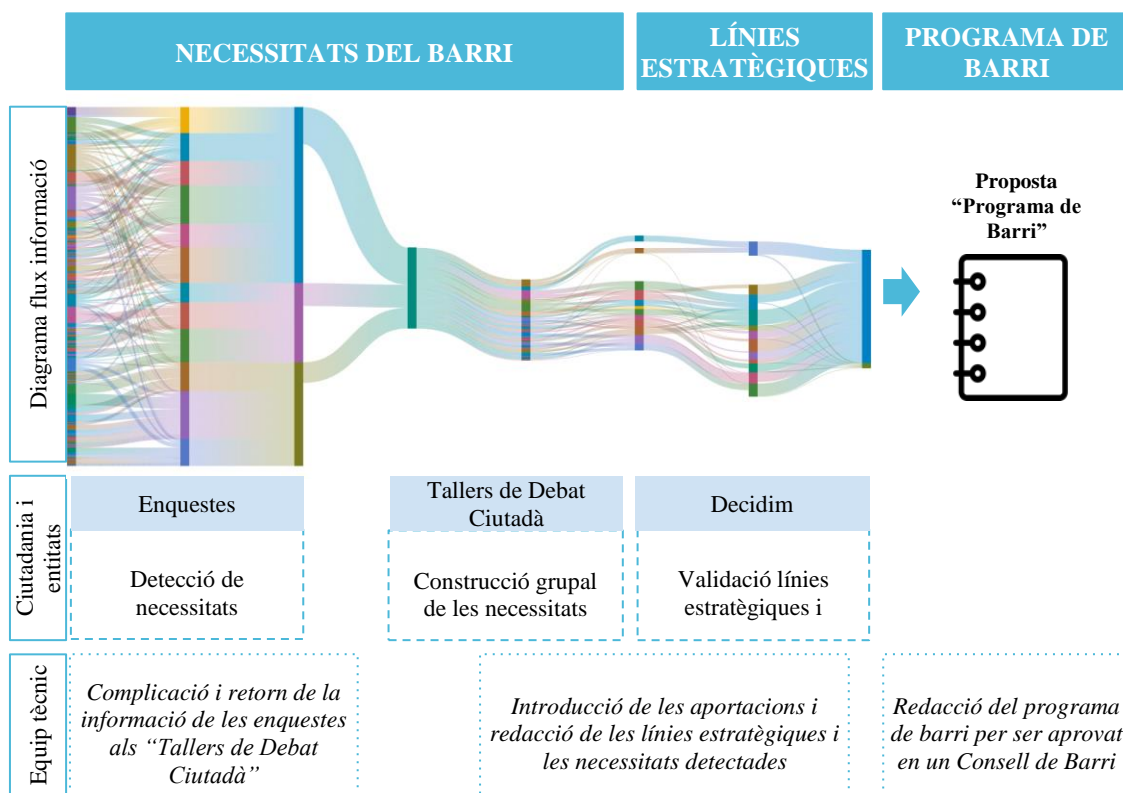 NECESSITATS DEL BARRI
LÍNIES
ESTRATÈGIQUES
PROGRAMA DE
BARRI
Diagrama flux informació
Proposta
“Programa de
Barri”
Ciutadania i
entitats
Enquestes
Tallers de Debat
Ciutadà
Decidim
Detecció de
necessitats
Construcció grupal
de les necessitats
Validació línies
estratègiques i
Equip tècnic
Complicació i retorn de la
informació de les enquestes
als “Tallers de Debat
Ciutadà”
Introducció de les aportacions i
redacció de les línies estratègiques i
les necessitats detectades
Redacció del programa
de barri per ser aprovat
en un Consell de Barri